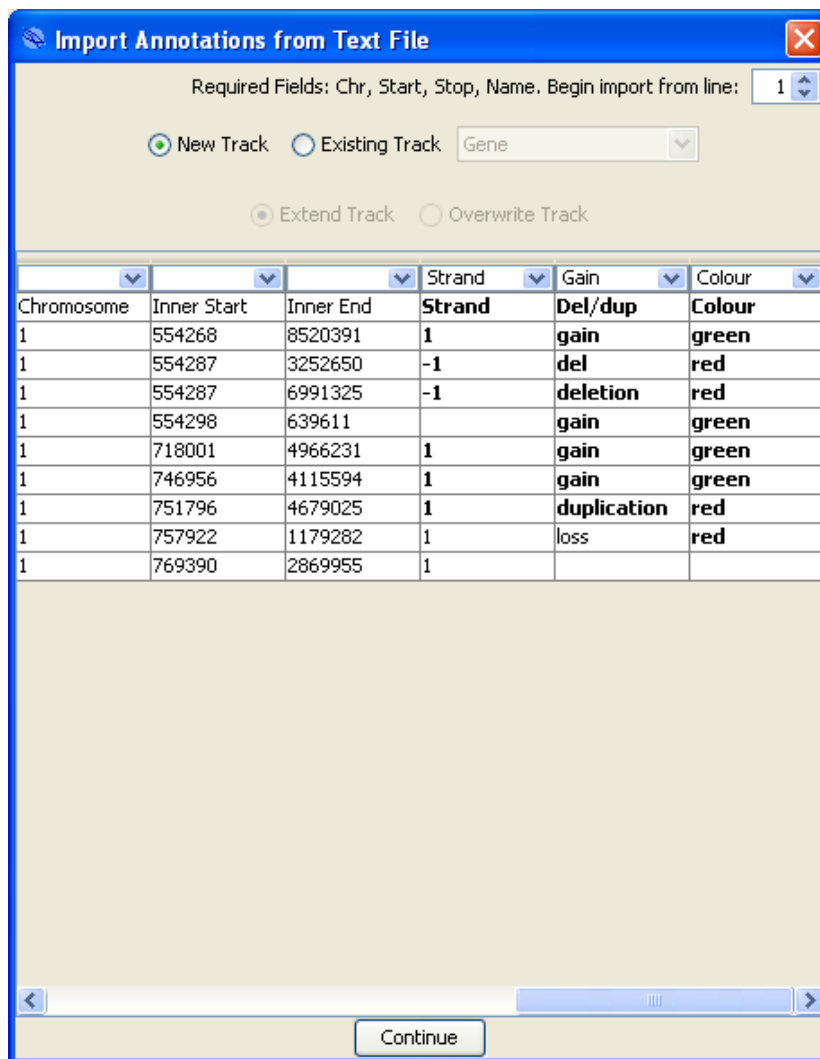 Import Annotations from Text File
Required Fields: Chr, Start, Stop, Name. Begin import from line: 1
New Track Existing Track Gene
Extend Track Overwrite Track
Strand Gain Colour
Chromosome Inner Start Inner End Strand Del/dup Colour
1 554268 8520391 1 gain green
1 554287 3252650 -1 del red
1 554287 6991325 -1 deletion red
1 554298 639611 gain green
1 718001 4966231 1 gain green
1 746956 4115594 1 gain green
1 751796 4679025 1 duplication red
1 757922 1179282 1 loss red
1 769390 2869955 1
Continue